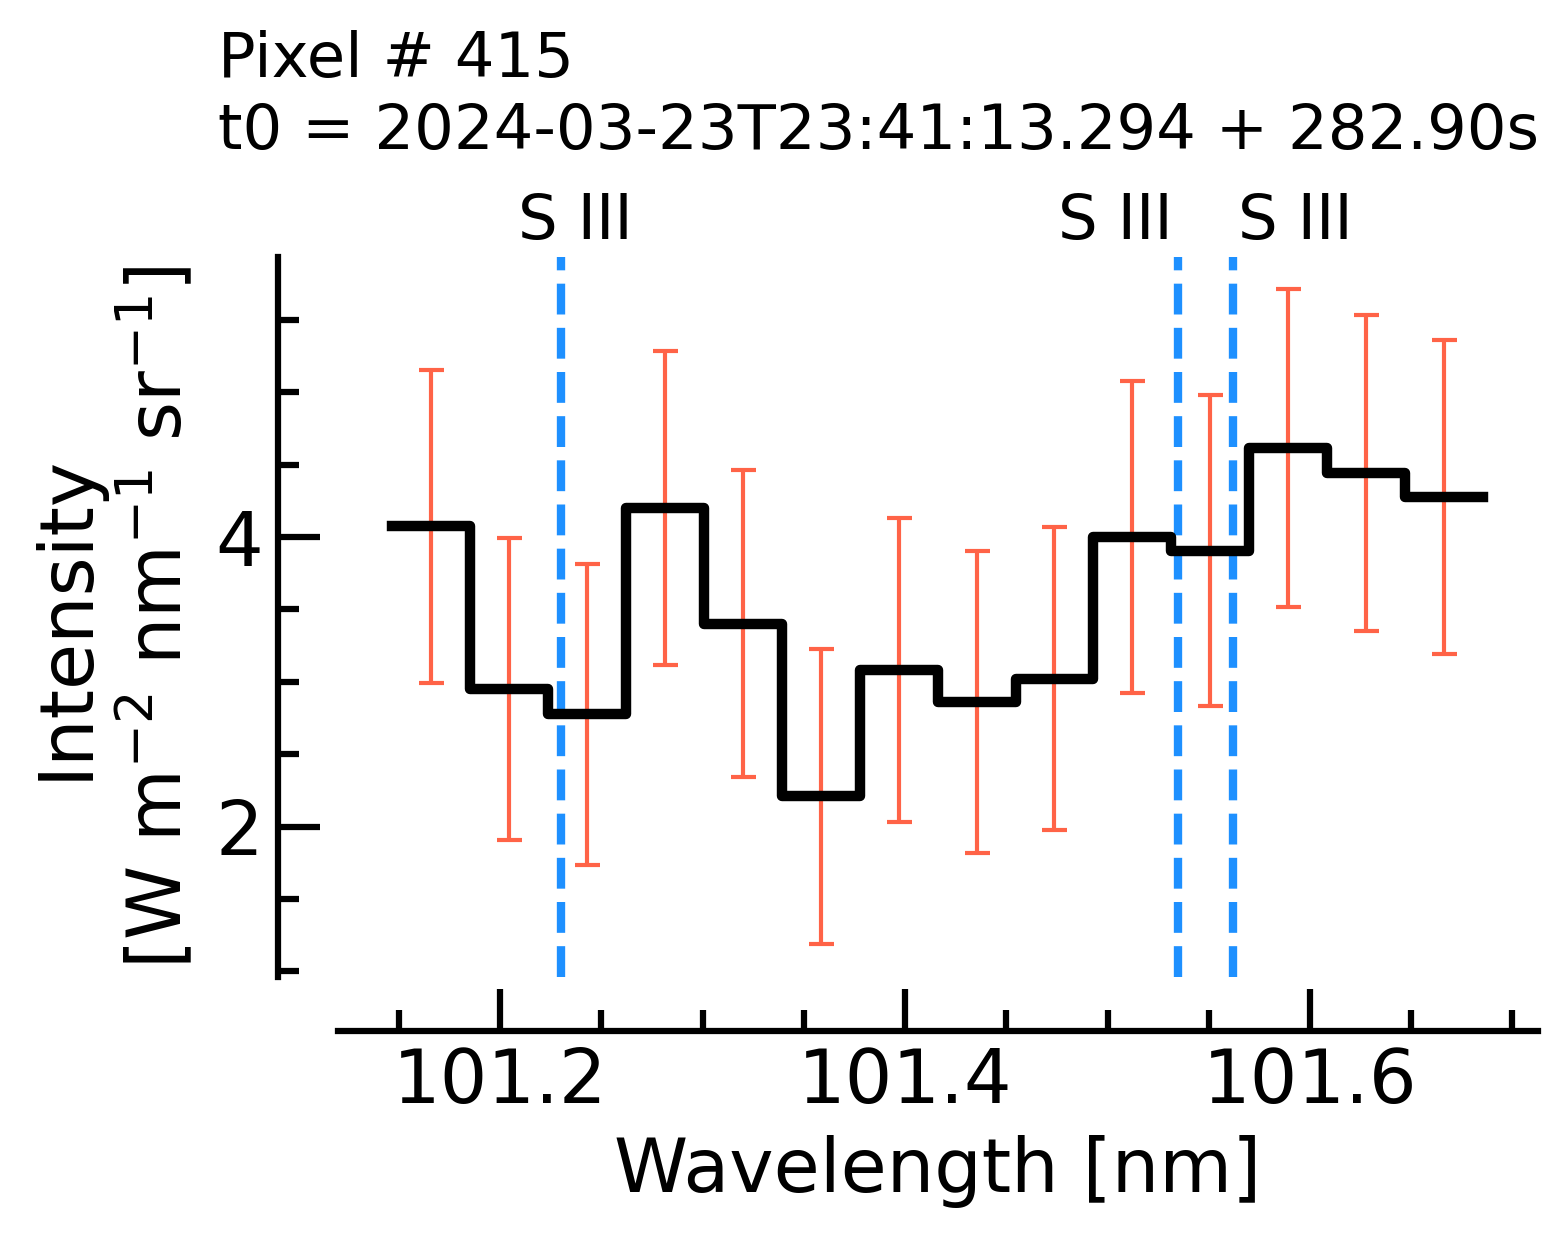 Pixel # 415
t0 = 2024-03-23T23:41:13.294 + 282.90s
S III S III S III
Intensity
[W m⁻² nm⁻¹ sr⁻¹]
4
2
101.2 101.4 101.6
Wavelength [nm]